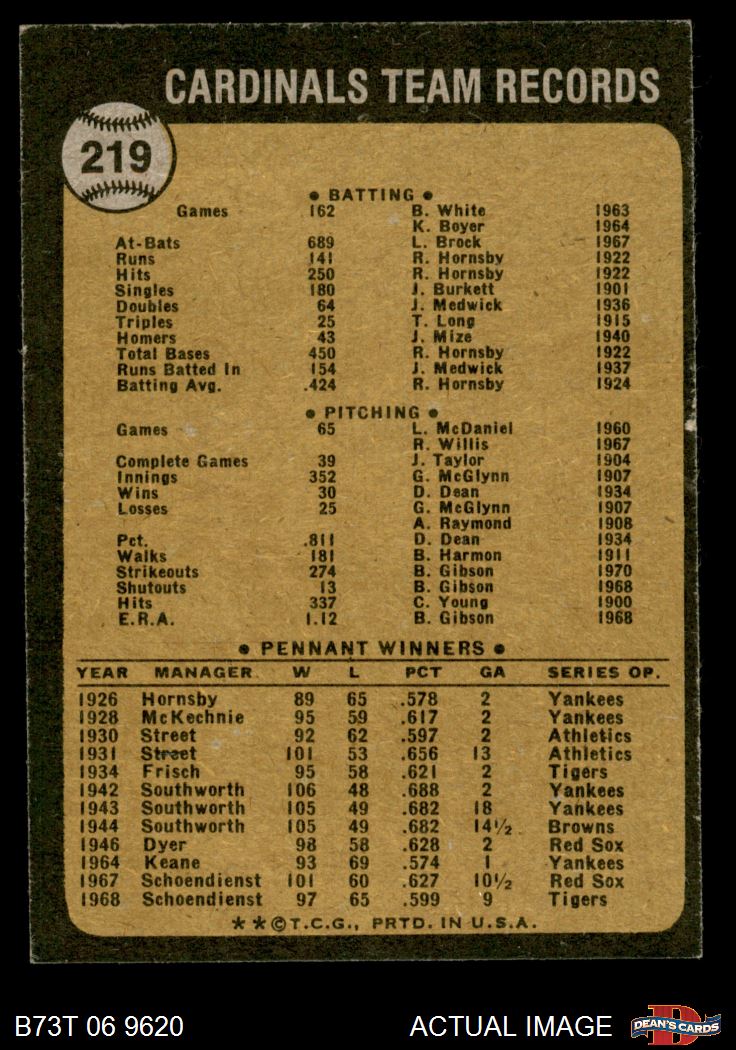 CARDINALS TEAM RECORDS
219
• BATTING •
Games 162 B. White 1963
K. Boyer 1964
At-Bats 689 L. Brock 1967
Runs 141 R. Hornsby 1922
Hits 250 R. Hornsby 1922
Singles 180 J. Burkett 1901
Doubles 64 J. Medwick 1936
Triples 25 T. Long 1915
Homers 43 J. Mize 1940
Total Bases 450 R. Hornsby 1922
Runs Batted In 154 J. Medwick 1937
Batting Avg. .424 R. Hornsby 1924
• PITCHING •
Games 65 L. McDaniel 1960
R. Willis 1967
Complete Games 39 J. Taylor 1904
Innings 352 G. McGlynn 1907
Wins 30 D. Dean 1934
Losses 25 G. McGlynn 1907
A. Raymond 1908
Pct. .811 D. Dean 1934
Walks 181 B. Harmon 1911
Strikeouts 274 B. Gibson 1970
Shutouts 13 B. Gibson 1968
Hits 337 C. Young 1900
E.R.A. 1.12 B. Gibson 1968
• PENNANT WINNERS •
YEAR MANAGER W L PCT GA SERIES OP.
1926 Hornsby 89 65 .578 2 Yankees
1928 McKechnie 95 59 .617 2 Yankees
1930 Street 92 62 .597 2 Athletics
1931 Street 101 53 .656 13 Athletics
1934 Frisch 95 58 .621 2 Tigers
1942 Southworth 106 48 .688 2 Yankees
1943 Southworth 105 49 .682 18 Yankees
1944 Southworth 105 49 .682 14½ Browns
1946 Dyer 98 58 .628 2 Red Sox
1964 Keane 93 69 .574 1 Yankees
1967 Schoendienst 101 60 .627 10½ Red Sox
1968 Schoendienst 97 65 .599 9 Tigers
**©T.C.G., PRTD. IN U.S.A.
B73T 06 9620 ACTUAL IMAGE DEAN'S CARDS